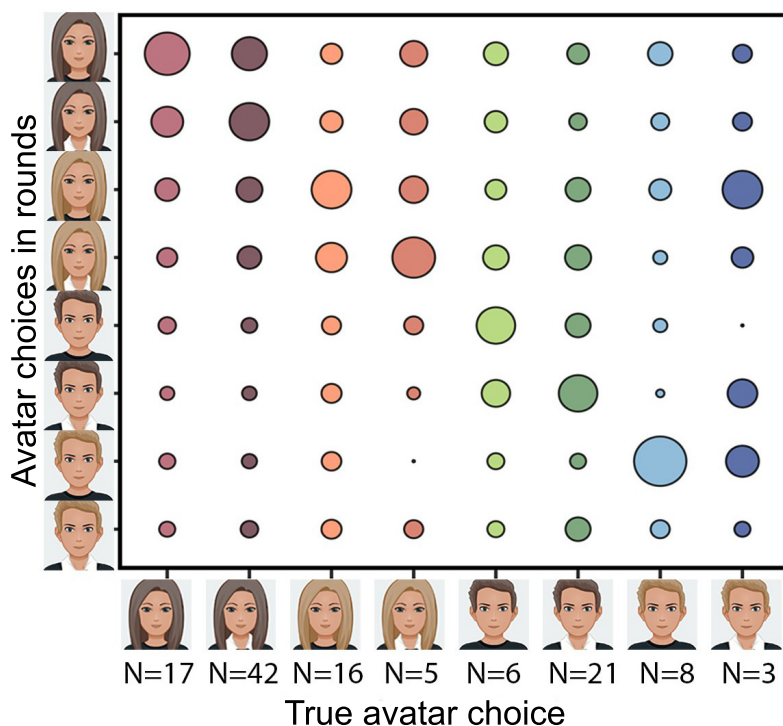 Avatar choices in rounds
N=17 N=42 N=16 N=5 N=6 N=21 N=8 N=3
True avatar choice